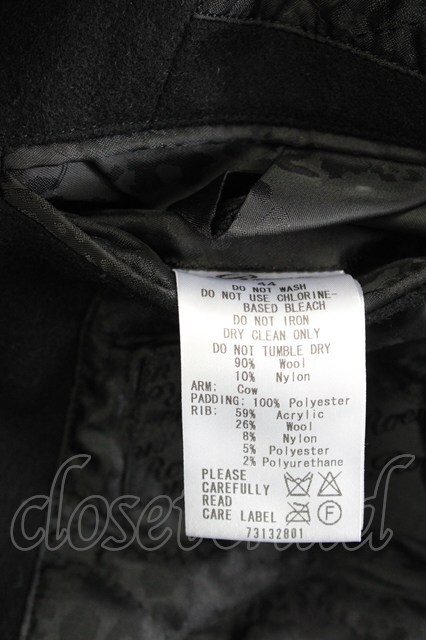 44
DO NOT WASH
DO NOT USE CHLORINE-
BASED BLEACH
DO NOT IRON
DRY CLEAN ONLY
DO NOT TUMBLE DRY
90% Wool
10% Nylon
ARM: Cow
PADDING: 100% Polyester
RIB: 59% Acrylic
26% Wool
8% Nylon
5% Polyester
2% Polyurethane
PLEASE
CAREFULLY
READ
CARE LABEL
F
73132801
closet child